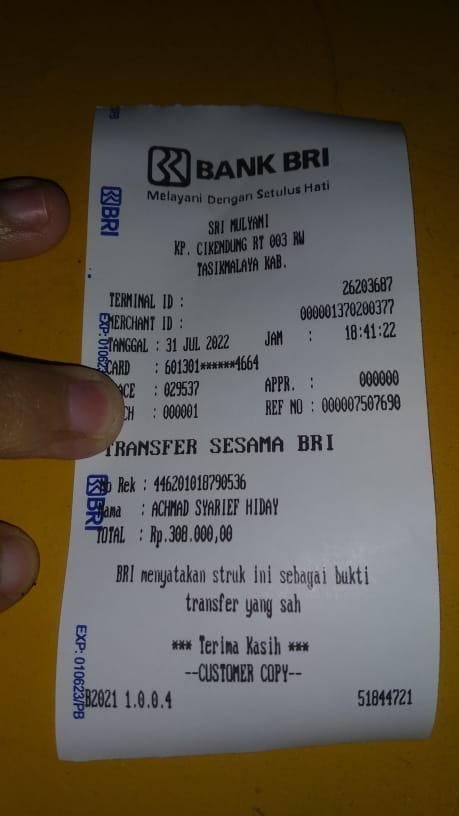 BANK BRI
Melayani Dengan Setulus Hati
SRI MULYANI
KP. CIKENDUNG RT 003 RW
TASIKMALAYA KAB.
TERMINAL ID : 26203687
MERCHANT ID : 000001370200377
TANGGAL : 31 JUL 2022 JAM : 18:41:22
CARD : 601301******4664
ACE : 029537 APPR. : 000000
CH : 000001 REF NO : 000007507690
TRANSFER SESAMA BRI
No Rek : 446201018790536
Nama : ACHMAD SYARIEF HIDAY
TOTAL : Rp.308.000,00
BRI menyatakan struk ini sebagai bukti
transfer yang sah
*** Terima Kasih ***
--CUSTOMER COPY--
B2021 1.0.0.4 51844721
BRI
EXP: 010623
BRI
EXP: 010623/PB